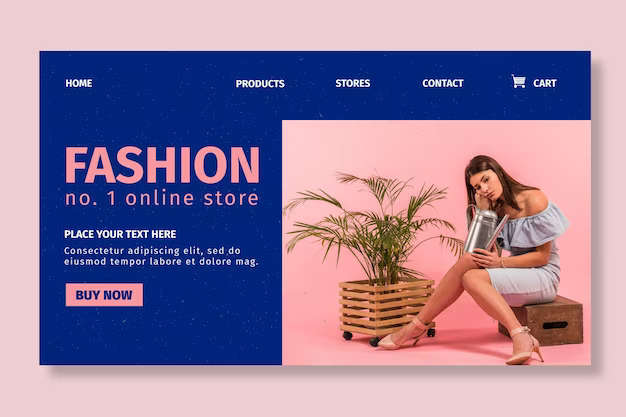 HOME PRODUCTS STORES CONTACT CART
FASHION
no. 1 online store
PLACE YOUR TEXT HERE
Consectetur adipiscing elit, sed do
eiusmod tempor labore et dolore mag.
BUY NOW